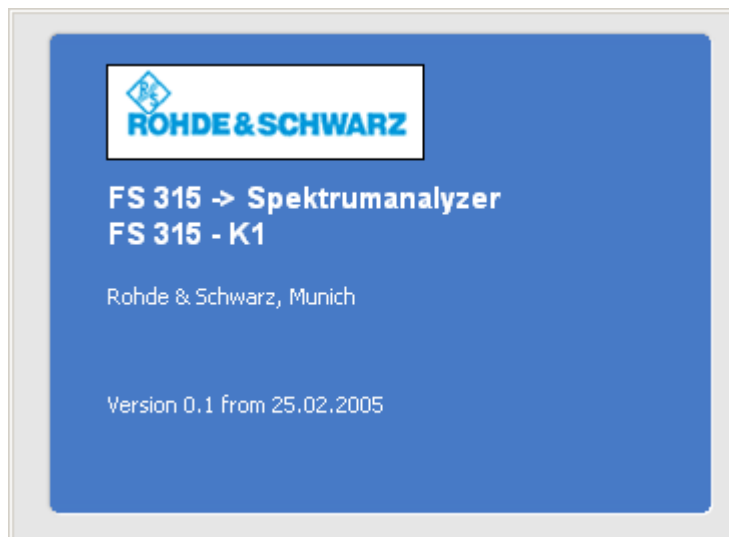 R&S
ROHDE & SCHWARZ
FS 315 -> Spektrumanalyzer
FS 315 - K1
Rohde & Schwarz, Munich
Version 0.1 from 25.02.2005